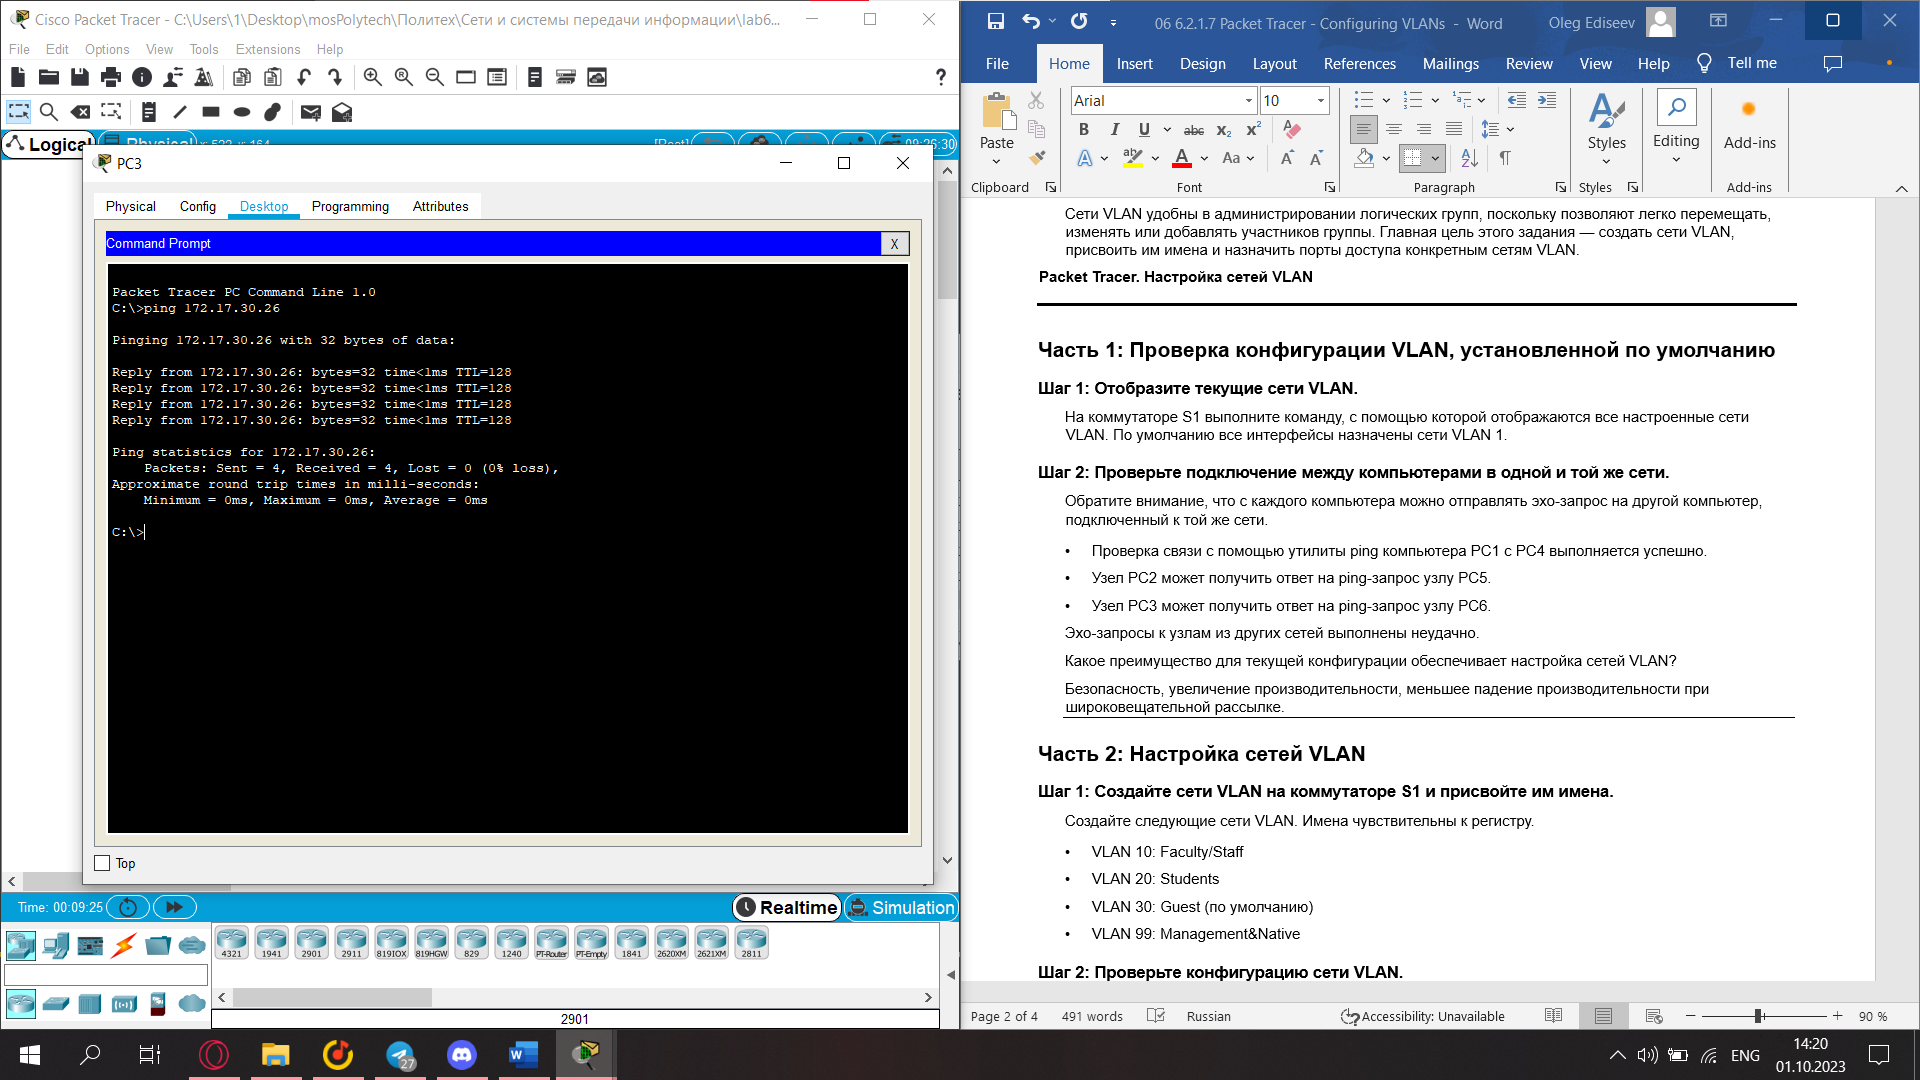 Cisco Packet Tracer - C:\Users\1\Desktop\mosPolytech\Политех\Сети и системы передачи информации\lab6...
File Edit Options View Tools Extensions Help
?
Logical
09:26:30
PC3
Physical Config Desktop Programming Attributes
Command Prompt
X
Packet Tracer PC Command Line 1.0
C:\>ping 172.17.30.26
Pinging 172.17.30.26 with 32 bytes of data:
Reply from 172.17.30.26: bytes=32 time<1ms TTL=128
Reply from 172.17.30.26: bytes=32 time<1ms TTL=128
Reply from 172.17.30.26: bytes=32 time<1ms TTL=128
Reply from 172.17.30.26: bytes=32 time<1ms TTL=128
Ping statistics for 172.17.30.26:
Packets: Sent = 4, Received = 4, Lost = 0 (0% loss),
Approximate round trip times in milli-seconds:
Minimum = 0ms, Maximum = 0ms, Average = 0ms
C:\>
Top
Time: 00:09:25
Realtime Simulation
4321 1941 2901 2911 819IOX 819HGW 829 1240 PT-Router PT-Empty 1841 2620XM 2621XM 2811
2901
06 6.2.1.7 Packet Tracer - Configuring VLANs - Word
Oleg Ediseev
File Home Insert Design Layout References Mailings Review View Help Tell me
Paste
Arial 10
B I U abc x₂ x²
A ab A Aa A A
Styles
Editing
Add-ins
Clipboard Font Paragraph Styles Add-ins
Сети VLAN удобны в администрировании логических групп, поскольку позволяют легко перемещать,
изменять или добавлять участников группы. Главная цель этого задания — создать сети VLAN,
присвоить им имена и назначить порты доступа конкретным сетям VLAN.
Packet Tracer. Настройка сетей VLAN
Часть 1: Проверка конфигурации VLAN, установленной по умолчанию
Шаг 1: Отобразите текущие сети VLAN.
На коммутаторе S1 выполните команду, с помощью которой отображаются все настроенные сети
VLAN. По умолчанию все интерфейсы назначены сети VLAN 1.
Шаг 2: Проверьте подключение между компьютерами в одной и той же сети.
Обратите внимание, что с каждого компьютера можно отправлять эхо-запрос на другой компьютер,
подключенный к той же сети.
• Проверка связи с помощью утилиты ping компьютера PC1 с PC4 выполняется успешно.
• Узел PC2 может получить ответ на ping-запрос узлу PC5.
• Узел PC3 может получить ответ на ping-запрос узлу PC6.
Эхо-запросы к узлам из других сетей выполнены неудачно.
Какое преимущество для текущей конфигурации обеспечивает настройка сетей VLAN?
Безопасность, увеличение производительности, меньшее падение производительности при
широковещательной рассылке.
Часть 2: Настройка сетей VLAN
Шаг 1: Создайте сети VLAN на коммутаторе S1 и присвойте им имена.
Создайте следующие сети VLAN. Имена чувствительны к регистру.
• VLAN 10: Faculty/Staff
• VLAN 20: Students
• VLAN 30: Guest (по умолчанию)
• VLAN 99: Management&Native
Шаг 2: Проверьте конфигурацию сети VLAN.
Page 2 of 4 491 words Russian Accessibility: Unavailable 90 %
27
ENG
14:20
01.10.2023